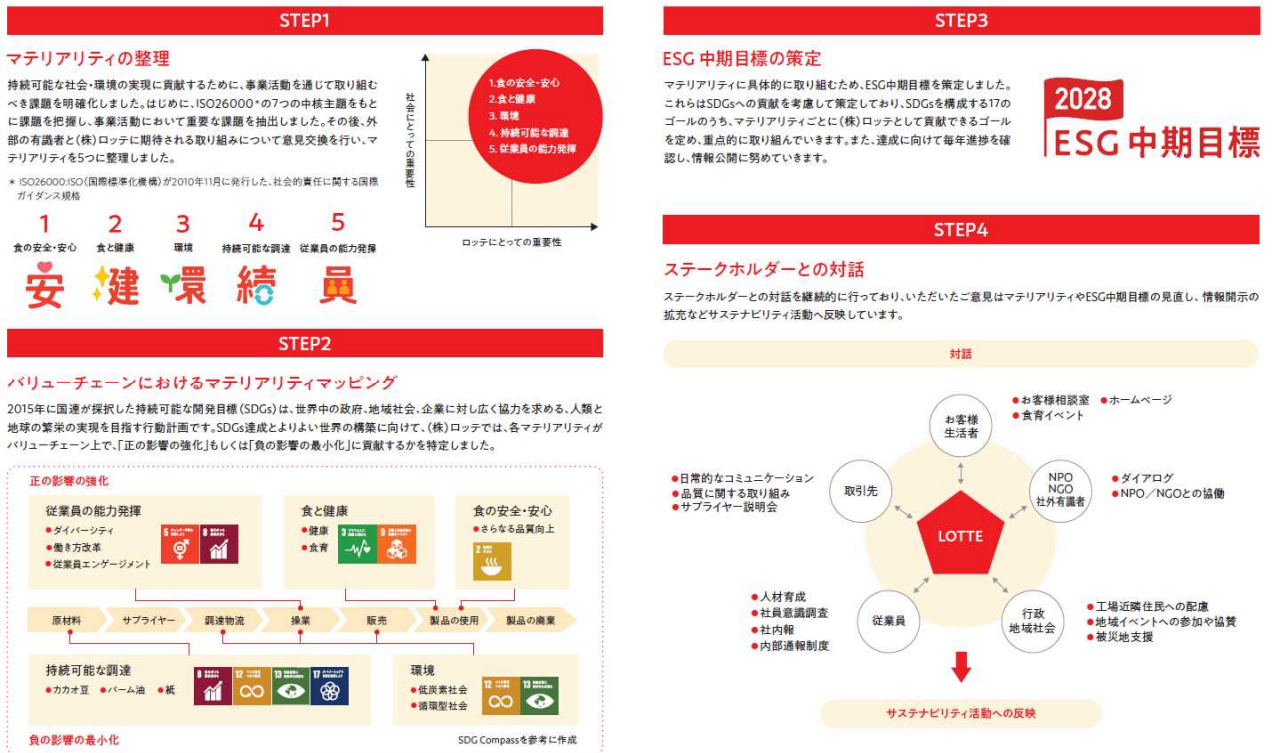 STEP1
マテリアリティの整理
持続可能な社会・環境の実現に貢献するために、事業活動を通じて取り組む
べき課題を明確化しました。はじめに、ISO26000*の7つの中核主題をもと
に課題を把握し、事業活動において重要な課題を抽出しました。その後、外
部の有識者と(株)ロッテに期待される取り組みについて意見交換を行い、マ
テリアリティを5つに整理しました。
* ISO26000:ISO(国際標準化機構)が2010年11月に発行した、社会的責任に関する国際
ガイダンス規格
1
食の安全・安心
安
2
食と健康
建
3
環境
環
4
持続可能な調達
続
5
従業員の能力発揮
員
社会にとっての重要性
1.食の安全・安心
2.食と健康
3.環境
4.持続可能な調達
5.従業員の能力発揮
ロッテにとっての重要性
STEP2
バリューチェーンにおけるマテリアリティマッピング
2015年に国連が採択した持続可能な開発目標(SDGs)は、世界中の政府、地域社会、企業に対し広く協力を求める、人類と
地球の繁栄の実現を目指す行動計画です。SDGs達成とよりよい世界の構築に向けて、(株)ロッテでは、各マテリアリティが
バリューチェーン上で、「正の影響の強化」もしくは「負の影響の最小化」に貢献するかを特定しました。
正の影響の強化
従業員の能力発揮
●ダイバーシティ
●働き方改革
●従業員エンゲージメント
5
8
食と健康
●健康
●食育
3
9
食の安全・安心
●さらなる品質向上
2
原材料
サプライヤー
調達物流
操業
販売
製品の使用
製品の廃棄
持続可能な調達
●カカオ豆 ●パーム油 ●紙
8
12
13
17
環境
●低炭素社会
●循環型社会
12
13
負の影響の最小化
SDG Compassを参考に作成
STEP3
ESG 中期目標の策定
マテリアリティに具体的に取り組むため、ESG中期目標を策定しました。
これらはSDGsへの貢献を考慮して策定しており、SDGsを構成する17の
ゴールのうち、マテリアリティごとに(株)ロッテとして貢献できるゴール
を定め、重点的に取り組んでいきます。また、達成に向けて毎年進捗を確
認し、情報公開に努めていきます。
2028
ESG 中期目標
STEP4
ステークホルダーとの対話
ステークホルダーとの対話を継続的に行っており、いただいたご意見はマテリアリティやESG中期目標の見直し、情報開示の
拡充などサステナビリティ活動へ反映しています。
対話
お客様
生活者
●お客様相談室 ●ホームページ
●食育イベント
●日常的なコミュニケーション
●品質に関する取り組み
●サプライヤー説明会
取引先
NPO
NGO
社外有識者
●ダイアログ
●NPO/NGOとの協働
LOTTE
●人材育成
●社員意識調査
●社内報
●内部通報制度
従業員
行政
地域社会
●工場近隣住民への配慮
●地域イベントへの参加や協賛
●被災地支援
サステナビリティ活動への反映